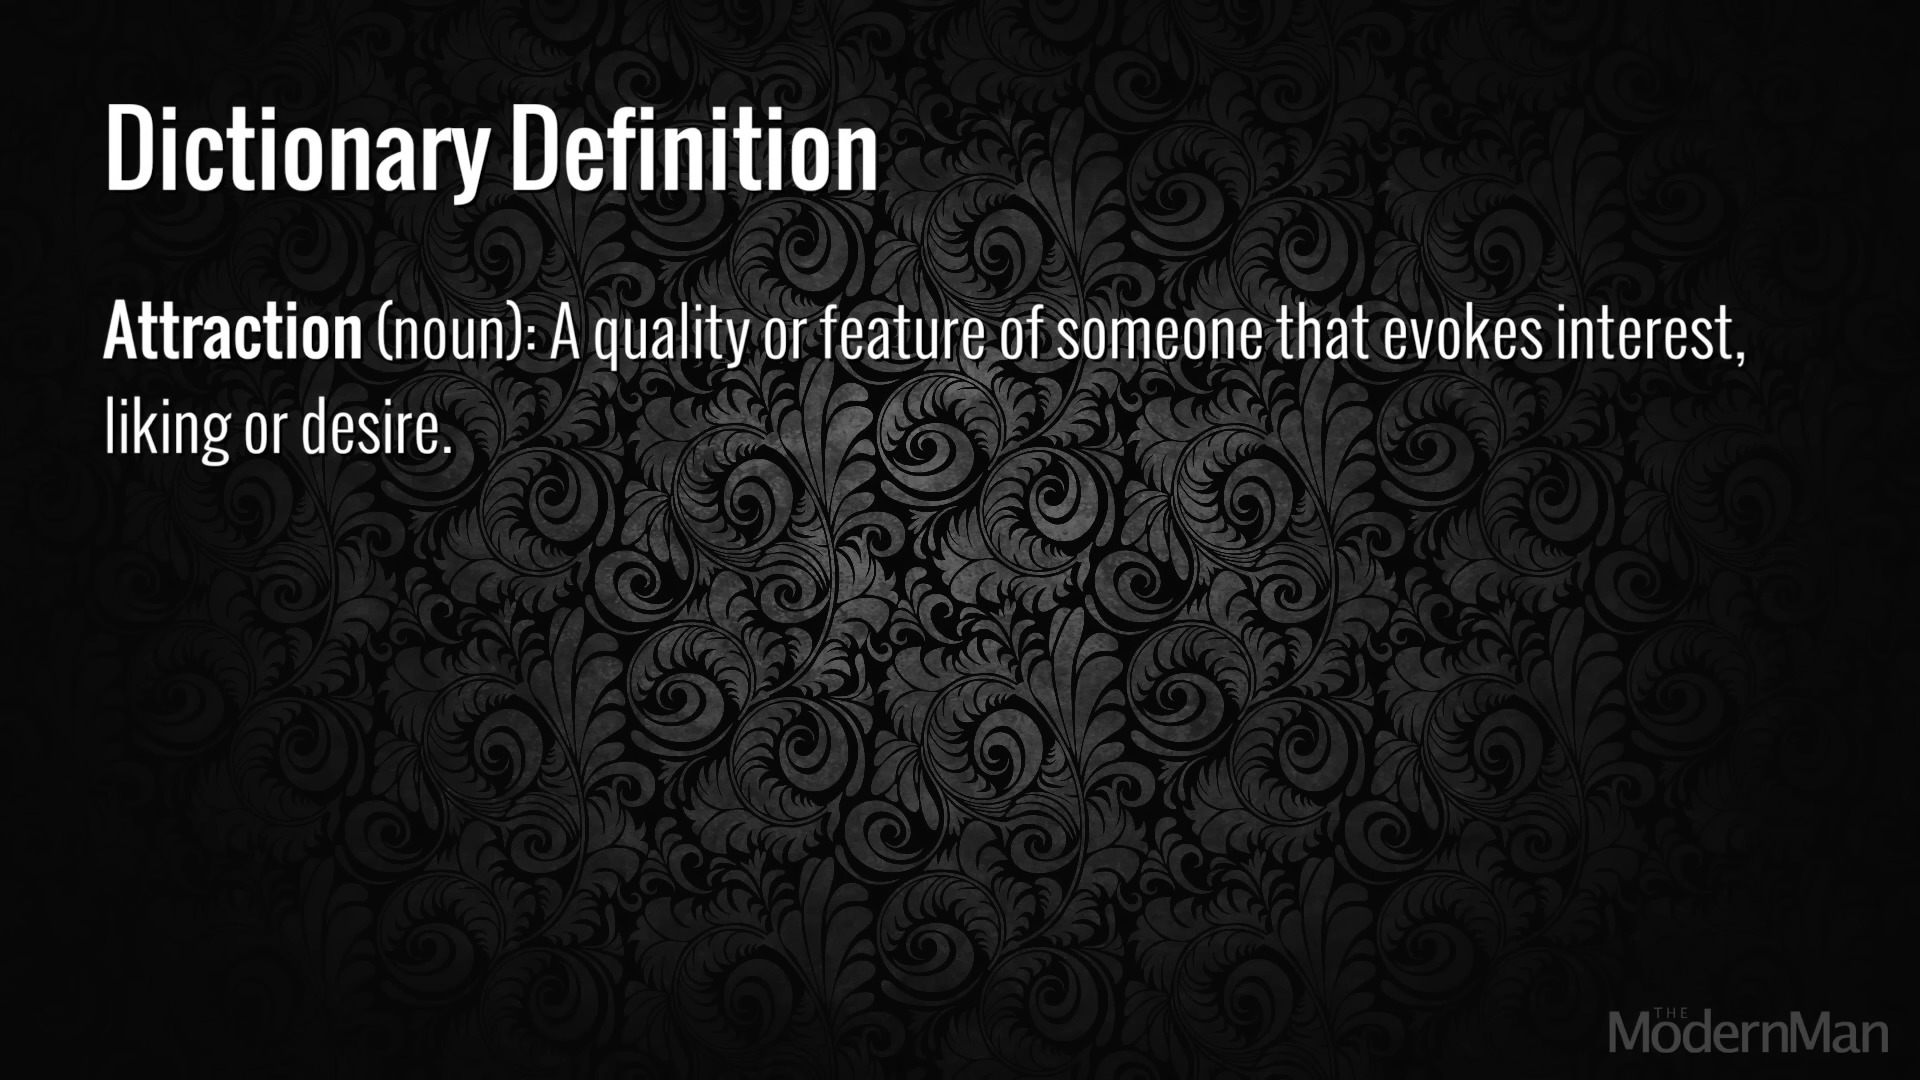 Dictionary Definition
Attraction (noun): A quality or feature of someone that evokes interest,
liking or desire.
THE
ModernMan